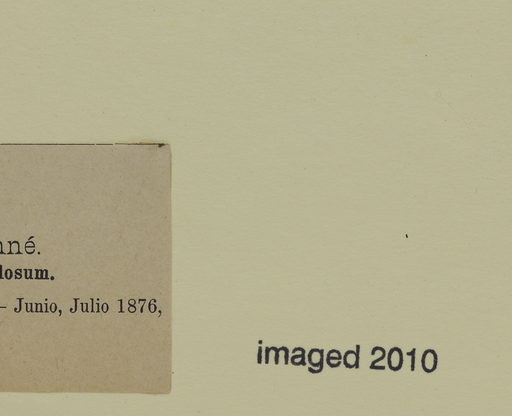 nné.
losum.
– Junio, Julio 1876,
imaged 2010